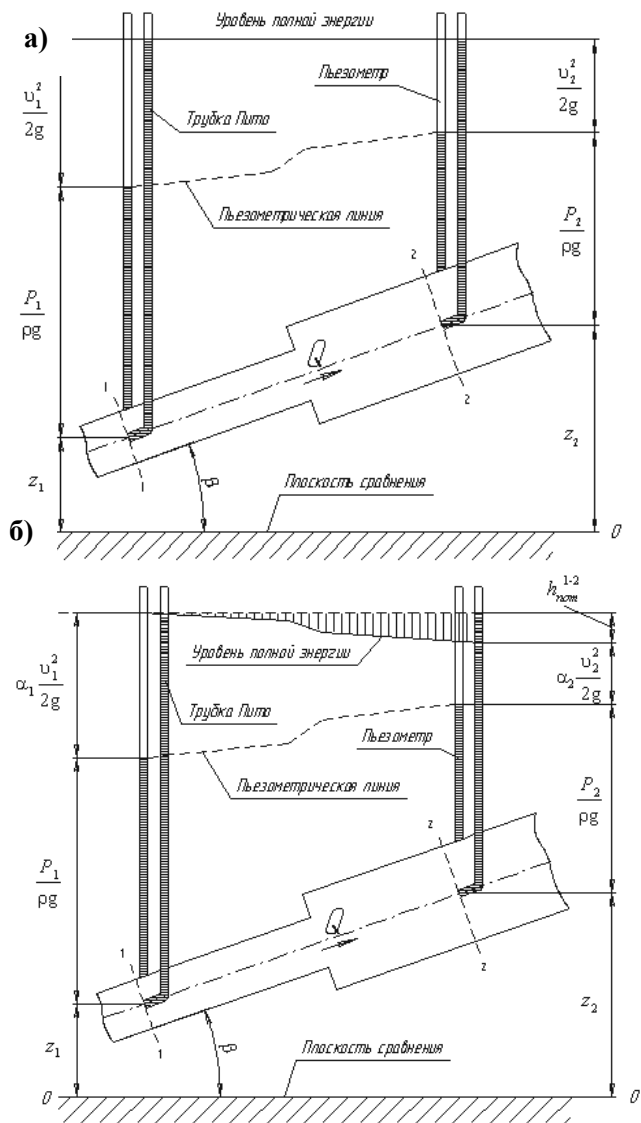 а)
Уровень полной энергии
υ₁²/2g
Трубка Пито
Пьезометр
υ₂²/2g
Пьезометрическая линия
P₁/ρg
P₂/ρg
1
2
Q
1
2
z₁
β
z₂
Плоскость сравнения
0
б)
h_пот^1-2
α₁ υ₁²/2g
Уровень полной энергии
α₂ υ₂²/2g
Трубка Пито
Пьезометр
Пьезометрическая линия
P₁/ρg
P₂/ρg
2
1
Q
2
1
z₁
β
z₂
Плоскость сравнения
0
0